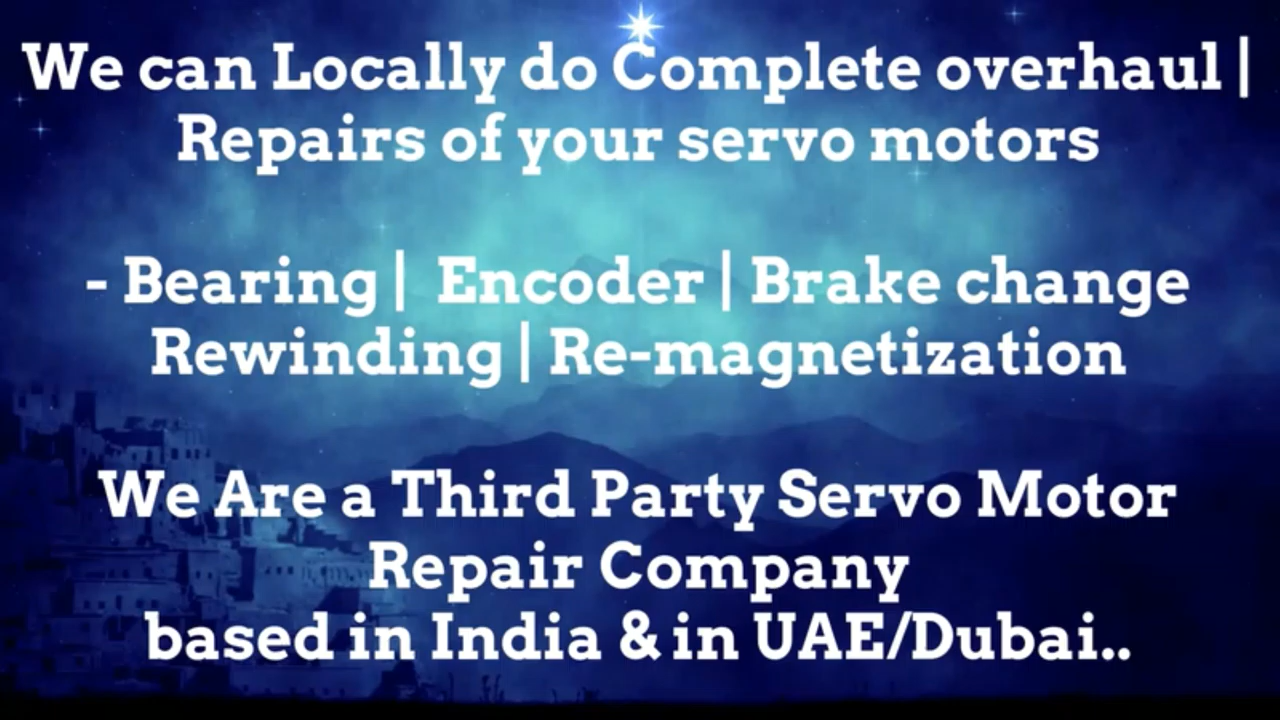 We can Locally do Complete overhaul |
Repairs of your servo motors
- Bearing | Encoder | Brake change
Rewinding | Re-magnetization
We Are a Third Party Servo Motor
Repair Company
based in India & in UAE/Dubai..